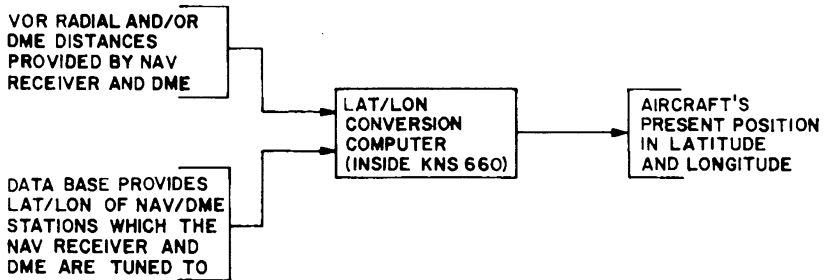 VOR RADIAL AND/OR
DME DISTANCES
PROVIDED BY NAV
RECEIVER AND DME
DATA BASE PROVIDES
LAT/LON OF NAV/DME
STATIONS WHICH THE
NAV RECEIVER AND
DME ARE TUNED TO
LAT/LON
CONVERSION
COMPUTER
(INSIDE KNS 660)
AIRCRAFT'S
PRESENT POSITION
IN LATITUDE
AND LONGITUDE